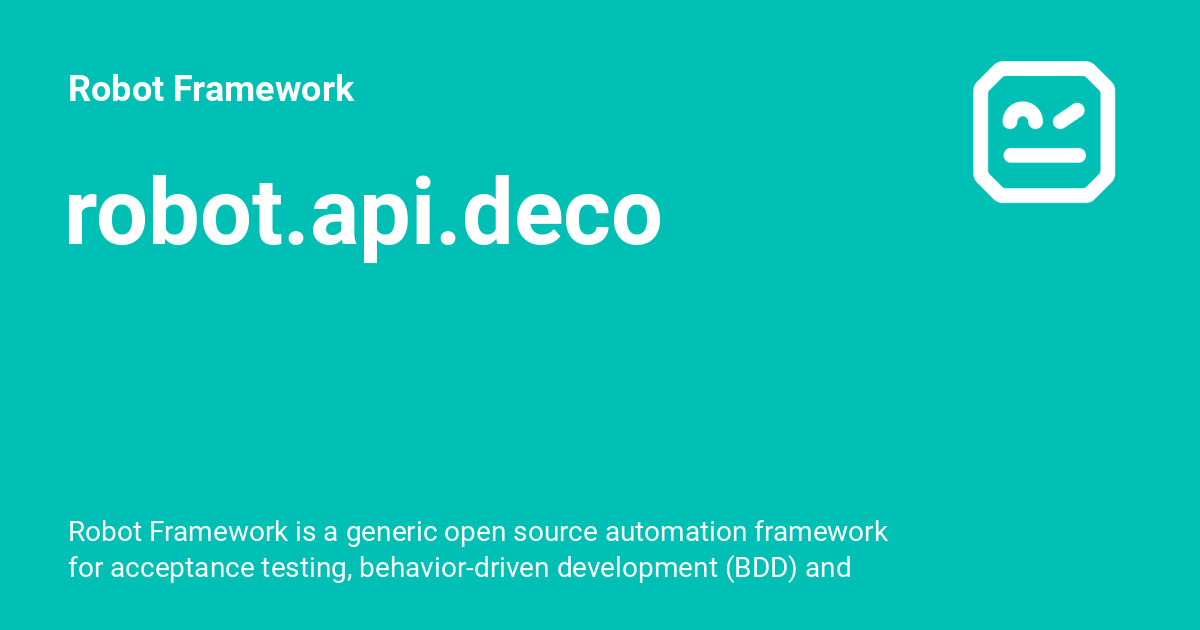 Robot Framework
robot.api.deco
Robot Framework is a generic open source automation framework
for acceptance testing, behavior-driven development (BDD) and